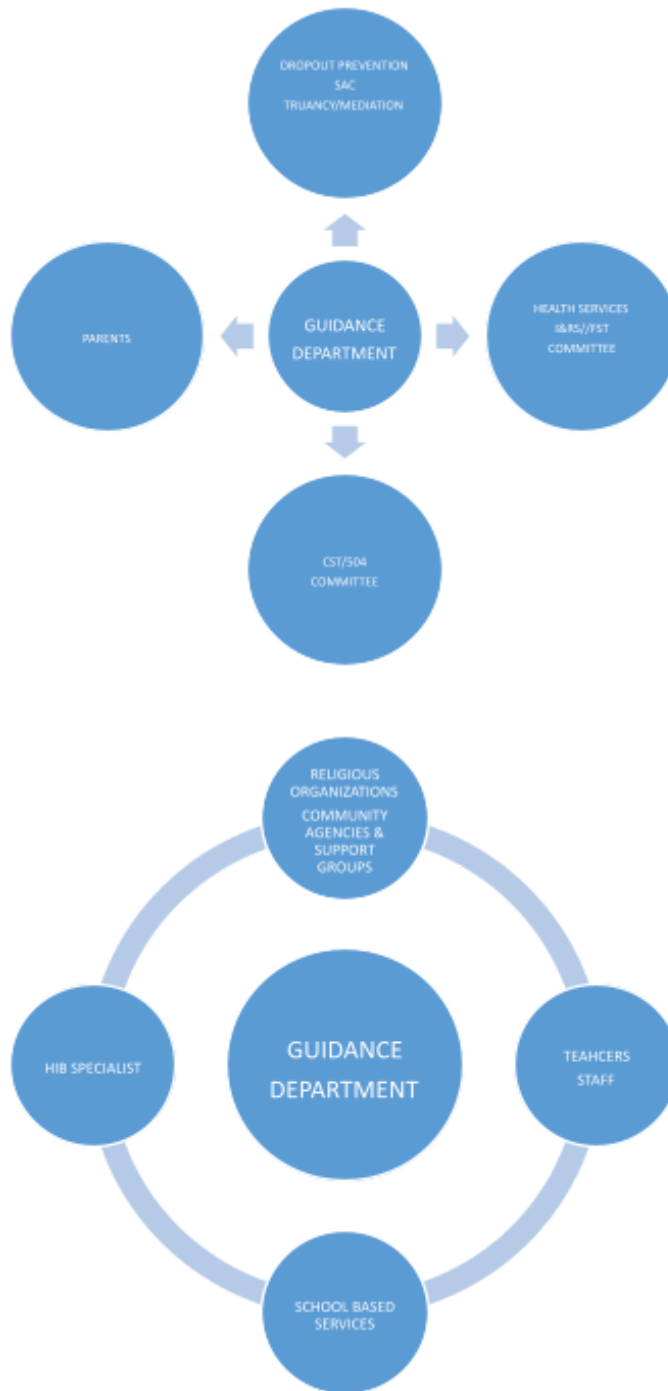 DROPOUT PREVENTION
SAC
TRUANCY/MEDIATION
PARENTS
GUIDANCE
DEPARTMENT
HEALTH SERVICES
I&RS//FST
COMMITTEE
CST/504
COMMITTEE
RELIGIOUS
ORGANIZATIONS
COMMUNITY
AGENCIES &
SUPPORT
GROUPS
HIB SPECIALIST
GUIDANCE
DEPARTMENT
TEAHCERS
STAFF
SCHOOL BASED
SERVICES